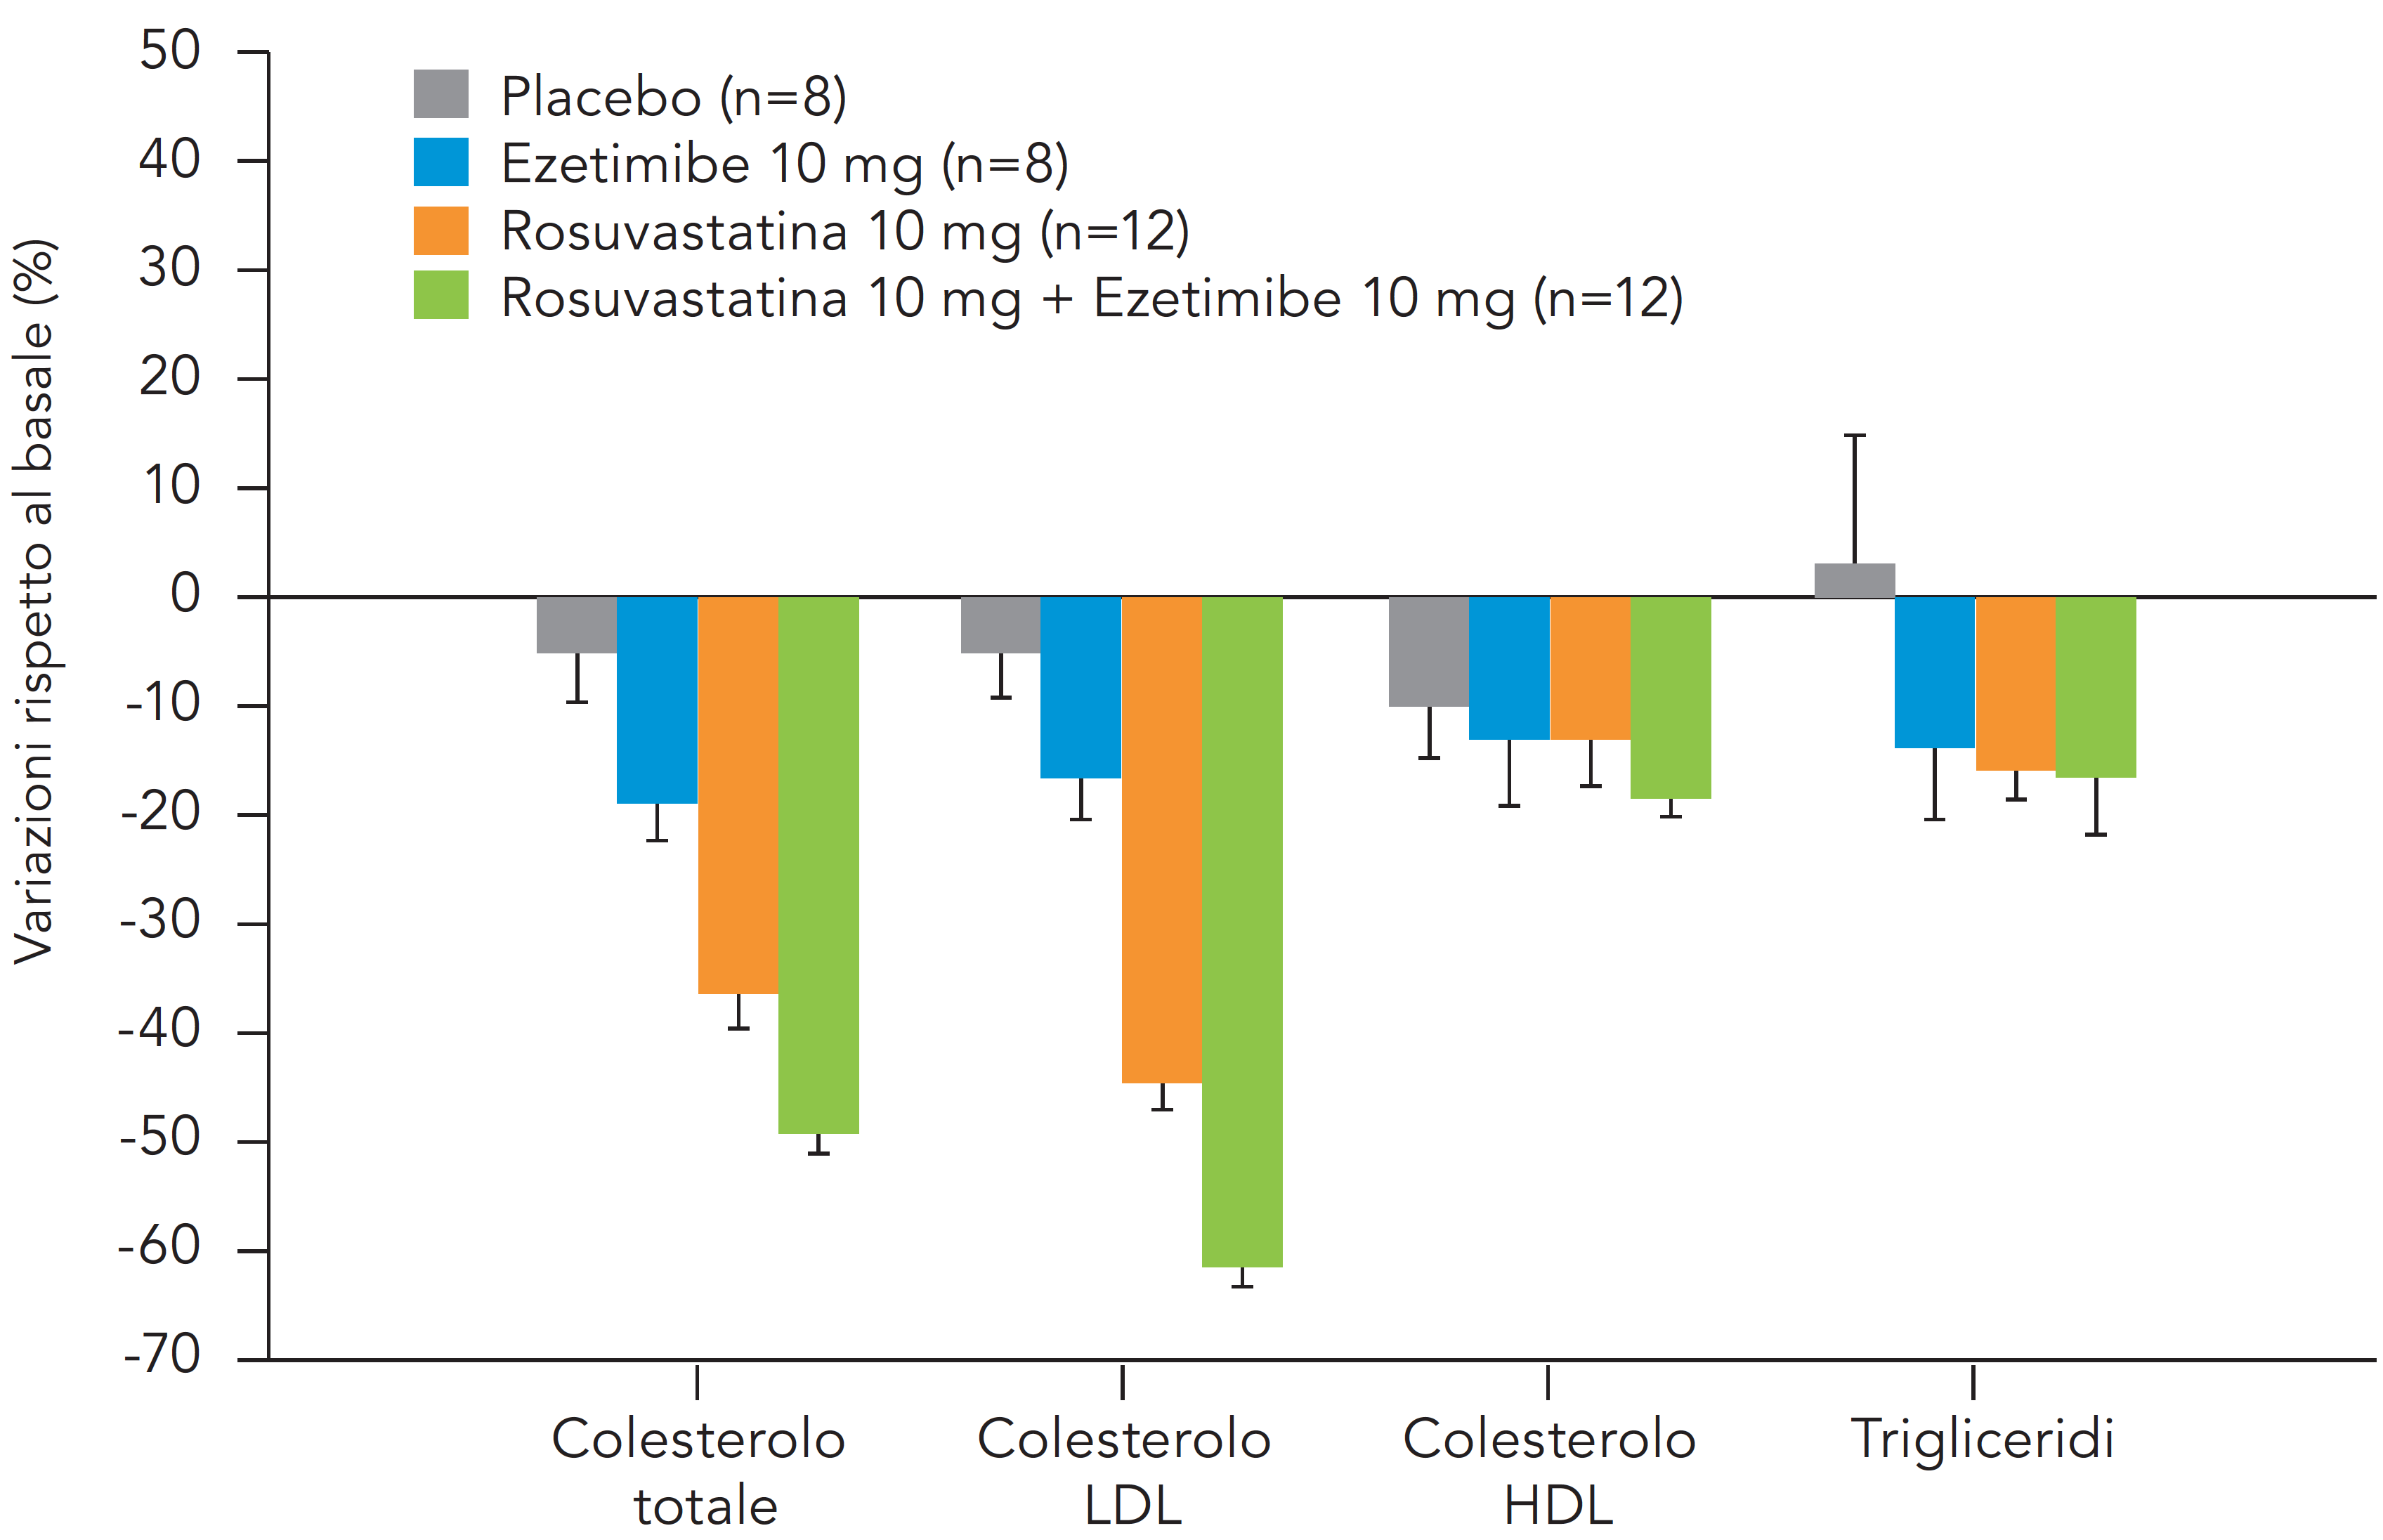 Variazioni rispetto al basale (%)
50
40
30
20
10
0
-10
-20
-30
-40
-50
-60
-70
Placebo (n=8)
Ezetimibe 10 mg (n=8)
Rosuvastatina 10 mg (n=12)
Rosuvastatina 10 mg + Ezetimibe 10 mg (n=12)
Colesterolo
totale
Colesterolo
LDL
Colesterolo
HDL
Trigliceridi